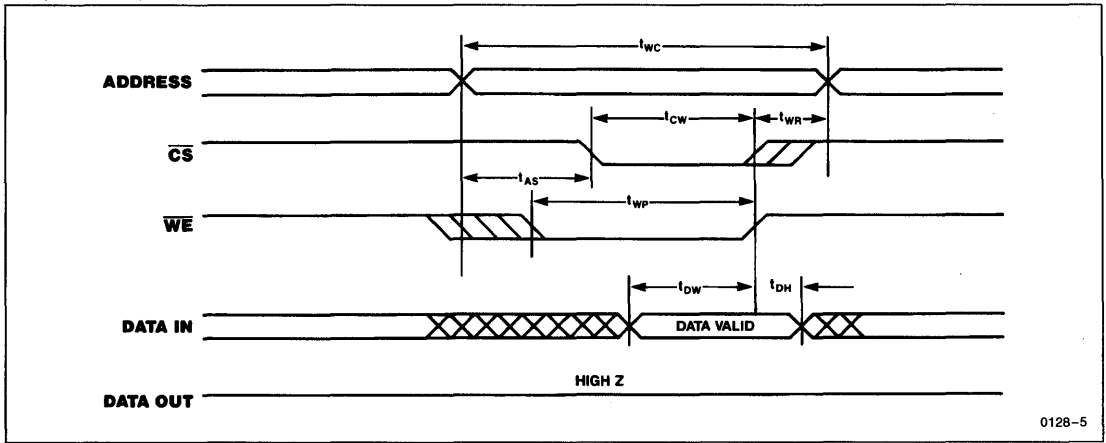 tWC
ADDRESS
tCW
tWR
CS
tAS
tWP
WE
tDW
tDH
DATA IN
DATA VALID
HIGH Z
DATA OUT
0128-5